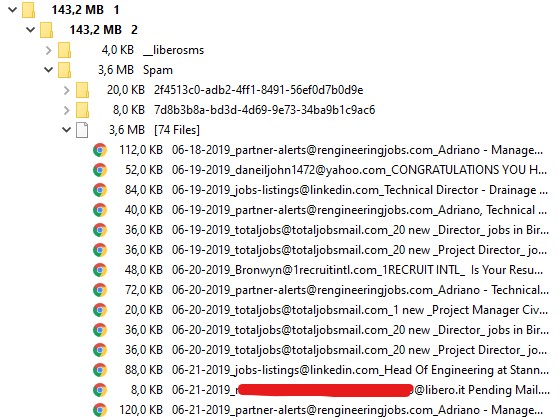 143,2 MB 1
143,2 MB 2
4,0 KB __liberosms
3,6 MB Spam
20,0 KB 2f4513c0-adb2-4ff1-8491-56ef0d7b0d9e
8,0 KB 7d8b3b8a-bd3d-4d69-9e73-34ba9b1c9ac6
3,6 MB [74 Files]
112,0 KB 06-18-2019_partner-alerts@rengineeringjobs.com_Adriano - Manage...
52,0 KB 06-19-2019_daneiljohn1472@yahoo.com_CONGRATULATIONS YOU H...
84,0 KB 06-19-2019_jobs-listings@linkedin.com_Technical Director - Drainage ...
40,0 KB 06-19-2019_partner-alerts@rengineeringjobs.com_Adriano, Technical ...
36,0 KB 06-19-2019_totaljobs@totaljobsmail.com_20 new _Director_ jobs in Bir...
36,0 KB 06-19-2019_totaljobs@totaljobsmail.com_20 new _Project Director_ jo...
48,0 KB 06-20-2019_Bronwyn@1recruitintl.com_1RECRUIT INTL_ Is Your Resu...
72,0 KB 06-20-2019_partner-alerts@rengineeringjobs.com_Adriano - Technical...
20,0 KB 06-20-2019_totaljobs@totaljobsmail.com_1 new _Project Manager Civ...
36,0 KB 06-20-2019_totaljobs@totaljobsmail.com_20 new _Director_ jobs in Bir...
36,0 KB 06-20-2019_totaljobs@totaljobsmail.com_20 new _Project Director_ jo...
88,0 KB 06-21-2019_jobs-listings@linkedin.com_Head Of Engineering at Stann...
8,0 KB 06-21-2019_ @libero.it Pending Mail...
120,0 KB 06-21-2019_partner-alerts@rengineeringjobs.com_Adriano - Manage...